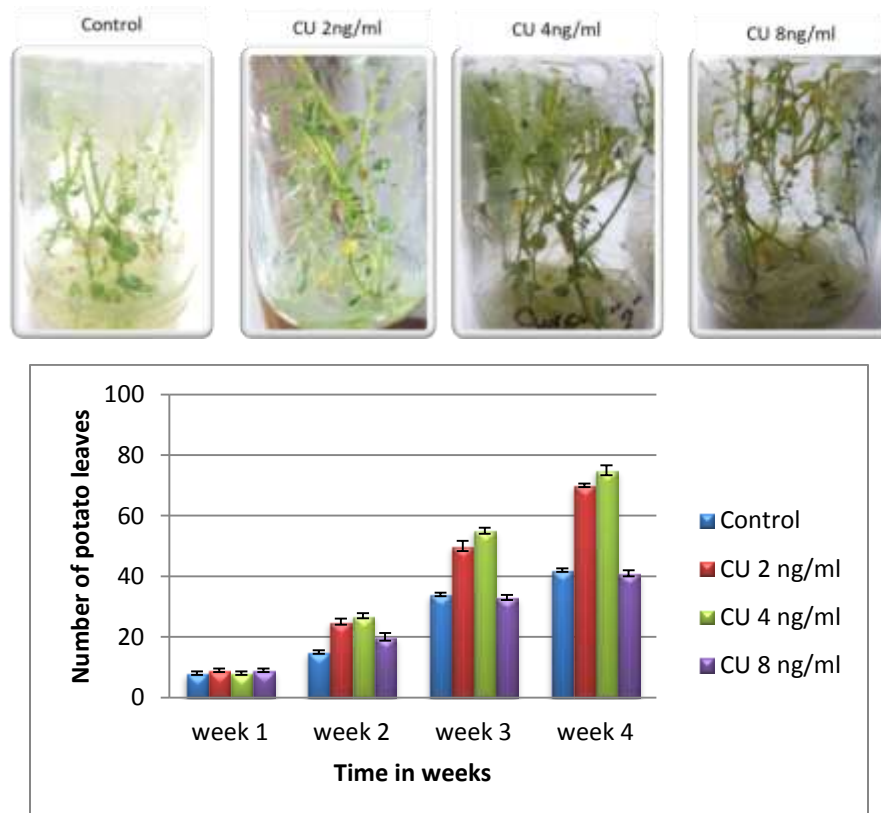 Control
CU 2ng/ml
CU 4ng/ml
CU 8ng/ml
100
80
60
40
20
0
Number of potato leaves
week 1
week 2
week 3
week 4
Time in weeks
Control
CU 2 ng/ml
CU 4 ng/ml
CU 8 ng/ml